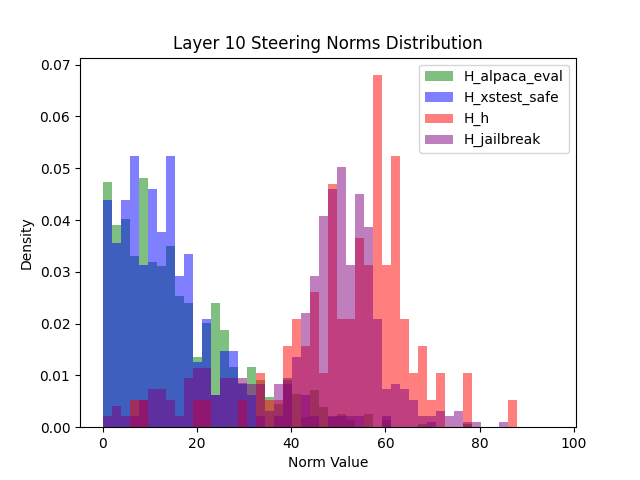 Layer 10 Steering Norms Distribution
H_alpaca_eval
H_xstest_safe
H_h
H_jailbreak
Density
0.07
0.06
0.05
0.04
0.03
0.02
0.01
0.00
0 20 40 60 80 100
Norm Value